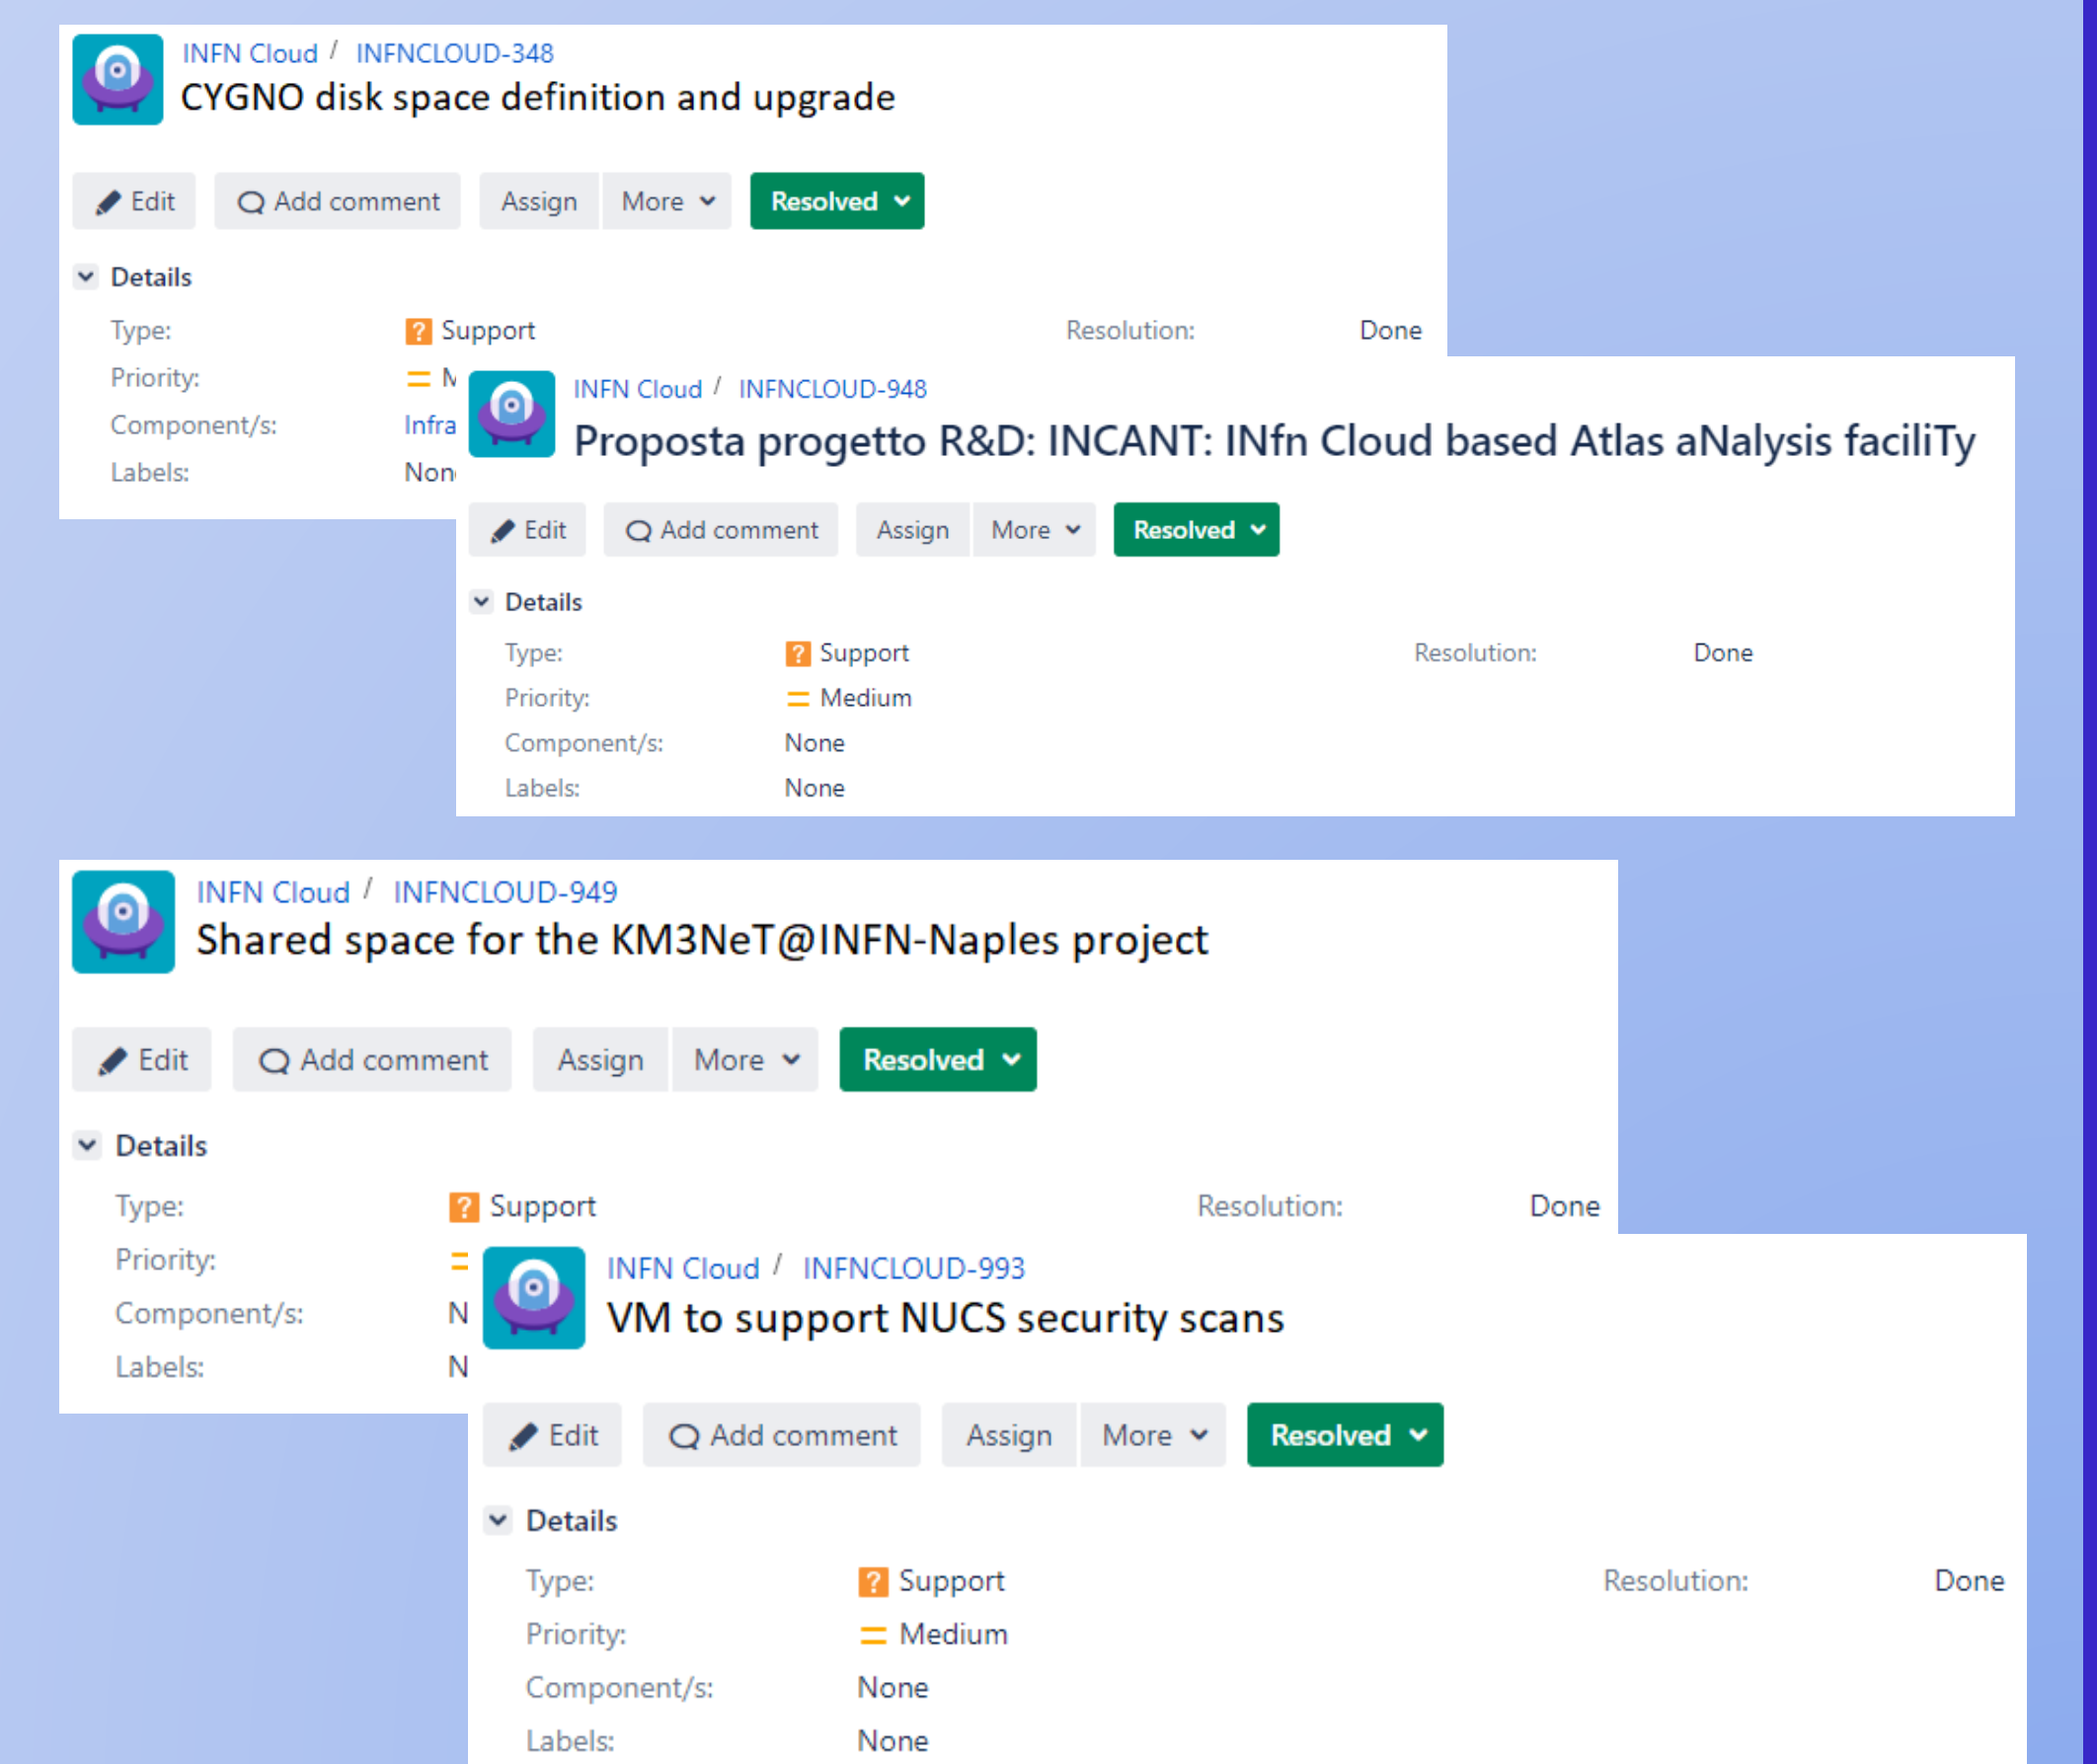 INFN Cloud / INFNCLOUD-348
CYGNO disk space definition and upgrade
Edit Add comment Assign More Resolved
Details
Type: ? Support Resolution: Done
Priority:
Component/s: Infra
Labels:
INFN Cloud / INFNCLOUD-948
Proposta progetto R&D: INCANT: INfn Cloud based Atlas aNalysis faciliTy
Edit Add comment Assign More Resolved
Details
Type: ? Support Resolution: Done
Priority: Medium
Component/s: None
Labels: None
INFN Cloud / INFNCLOUD-949
Shared space for the KM3NeT@INFN-Naples project
Edit Add comment Assign More Resolved
Details
Type: ? Support Resolution: Done
Priority:
Component/s: N
Labels: N
INFN Cloud / INFNCLOUD-993
VM to support NUCS security scans
Edit Add comment Assign More Resolved
Details
Type: ? Support Resolution: Done
Priority: Medium
Component/s: None
Labels: None